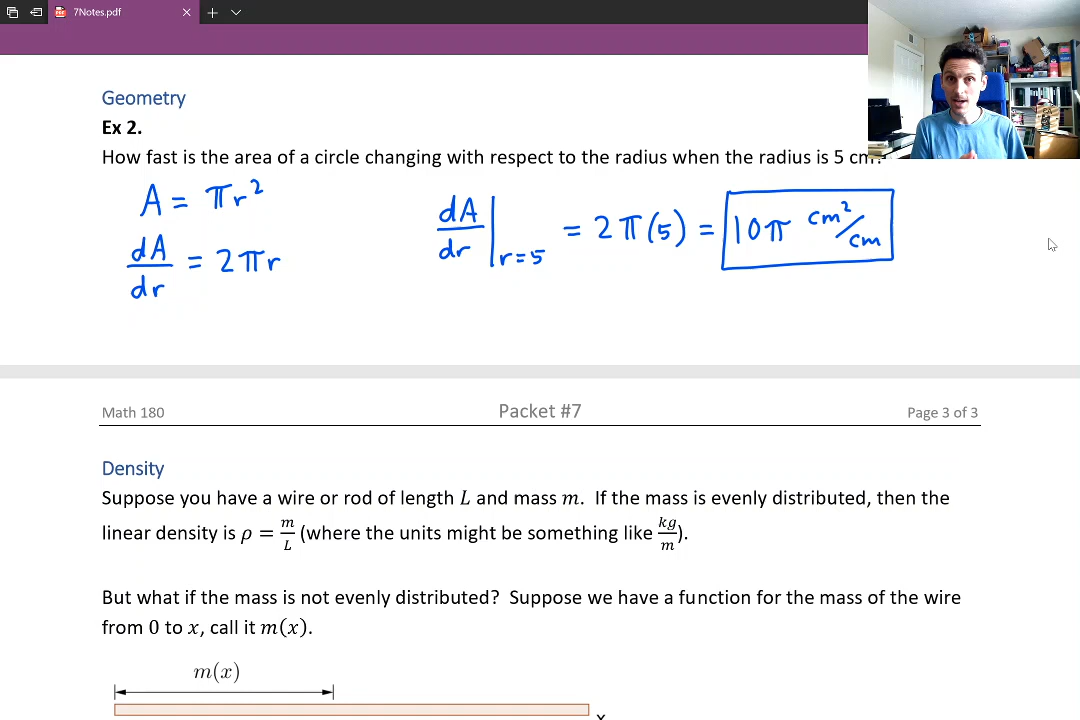 7Notes.pdf
Geometry
Ex 2.
How fast is the area of a circle changing with respect to the radius when the radius is 5 cm?
A = πr²
dA/dr = 2πr
dA/dr |r=5 = 2π(5) = 10π cm²/cm
Math 180 Packet #7 Page 3 of 3
Density
Suppose you have a wire or rod of length L and mass m. If the mass is evenly distributed, then the
linear density is ρ = m/L (where the units might be something like kg/m).
But what if the mass is not evenly distributed? Suppose we have a function for the mass of the wire
from 0 to x, call it m(x).
m(x)
x